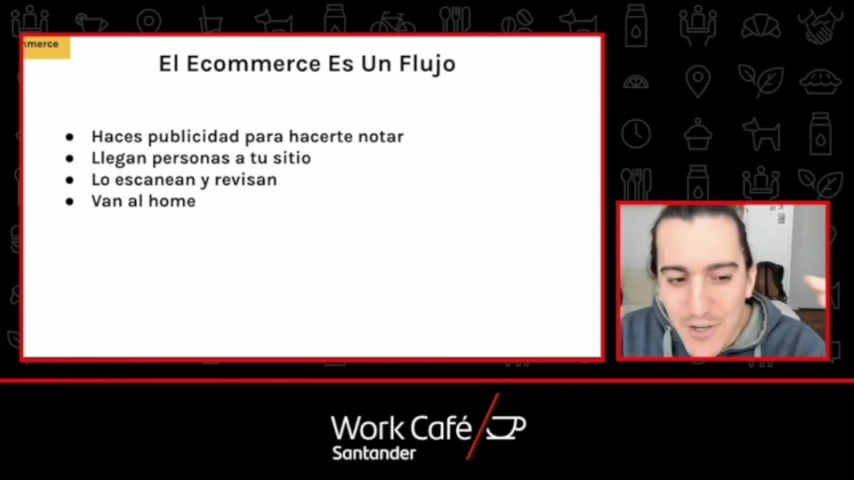 El Ecommerce Es Un Flujo
Haces publicidad para hacerte notar
Llegan personas a tu sitio
Lo escanean y revisan
Van al home
Work Café
Santander